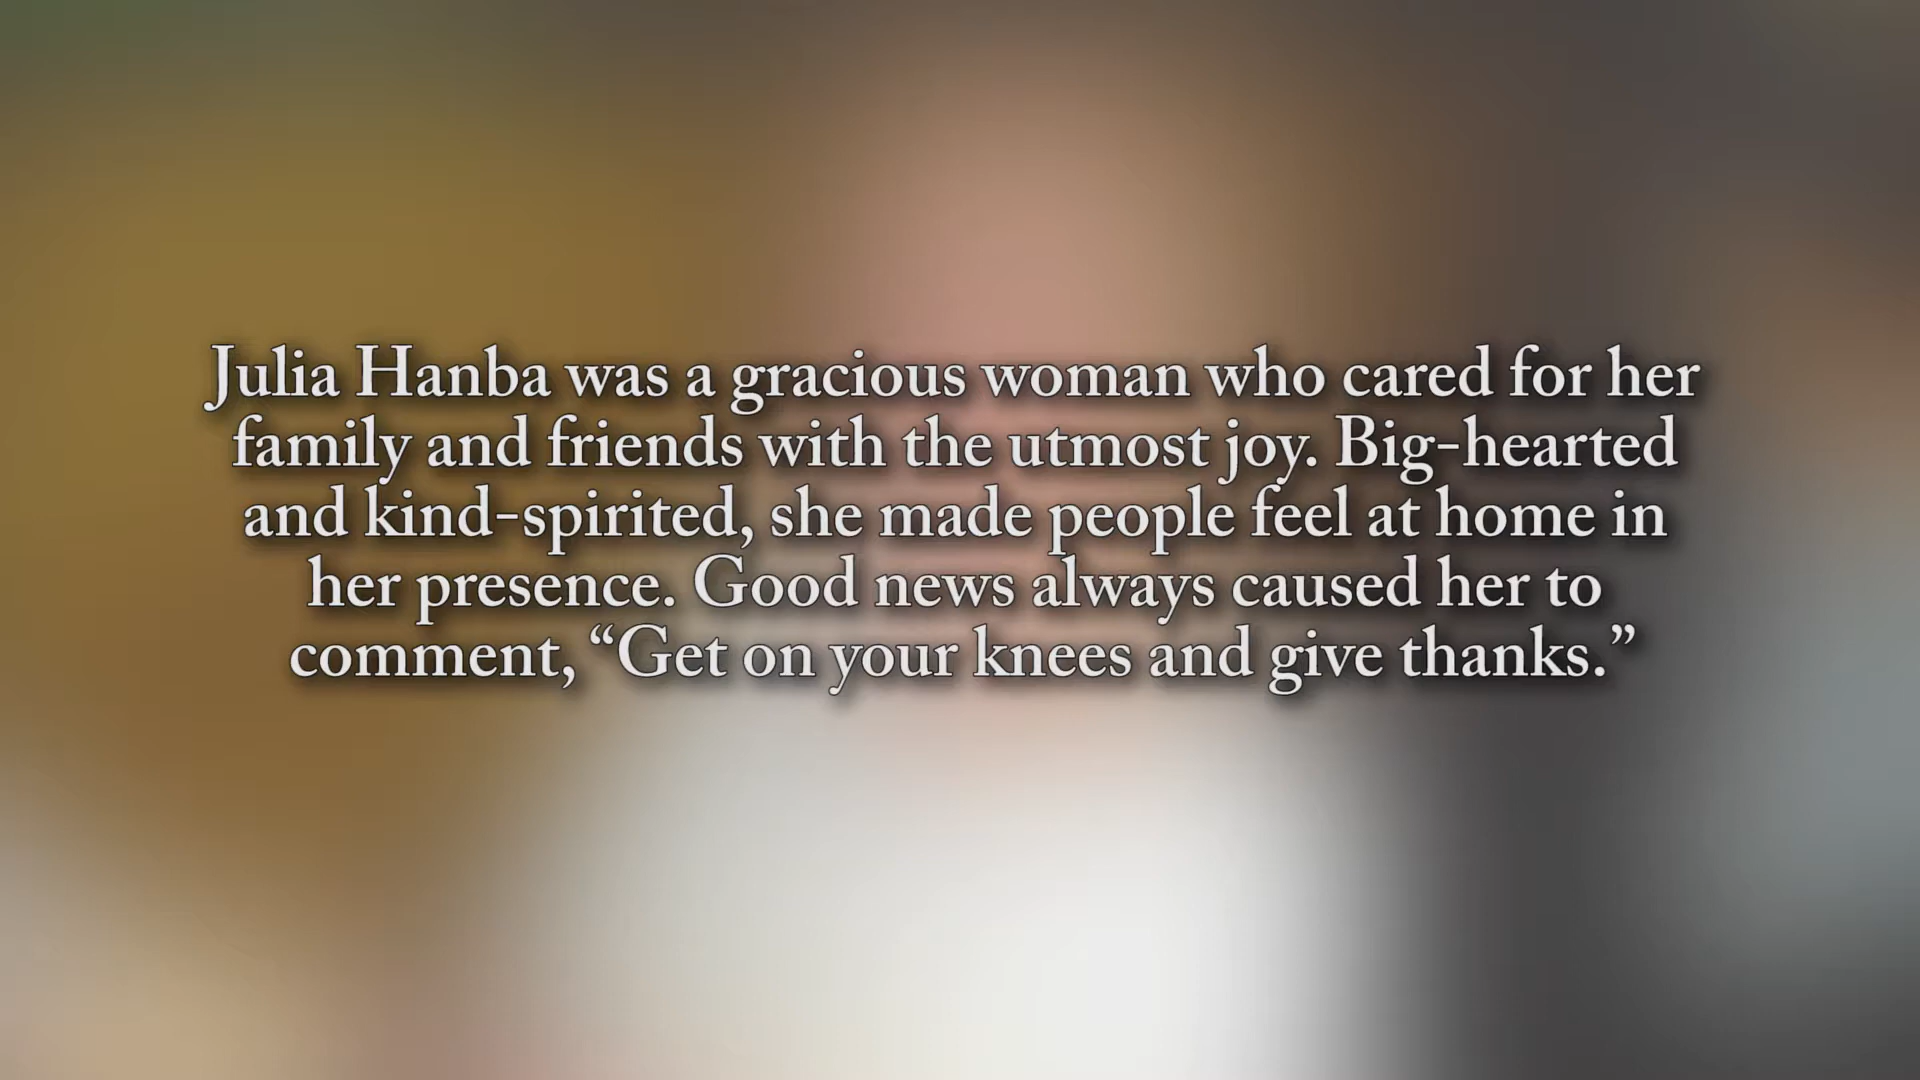 Julia Hanba was a gracious woman who cared for her
family and friends with the utmost joy. Big-hearted
and kind-spirited, she made people feel at home in
her presence. Good news always caused her to
comment, “Get on your knees and give thanks.”